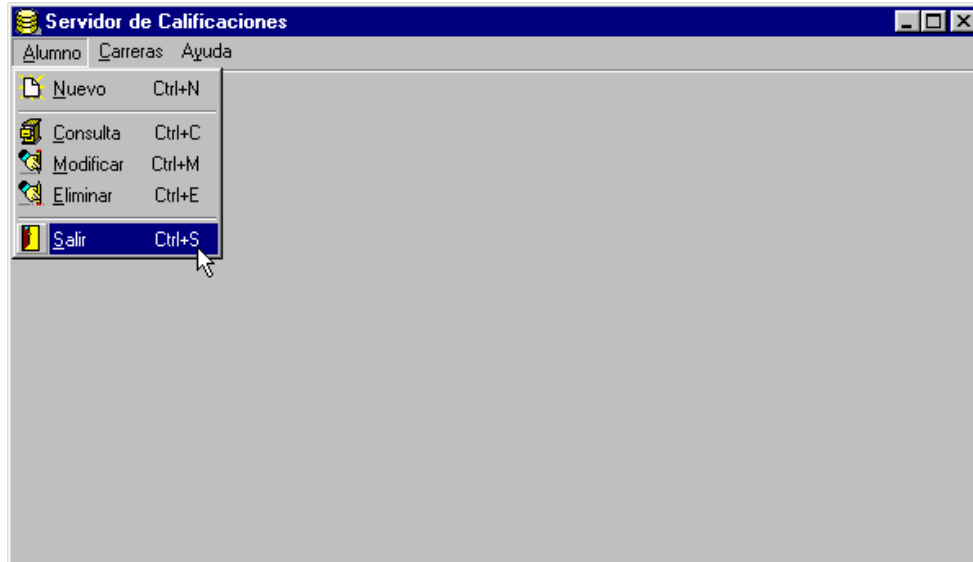 Servidor de Calificaciones
Alumno Carreras Ayuda
Nuevo Ctrl+N
Consulta Ctrl+C
Modificar Ctrl+M
Eliminar Ctrl+E
Salir Ctrl+S